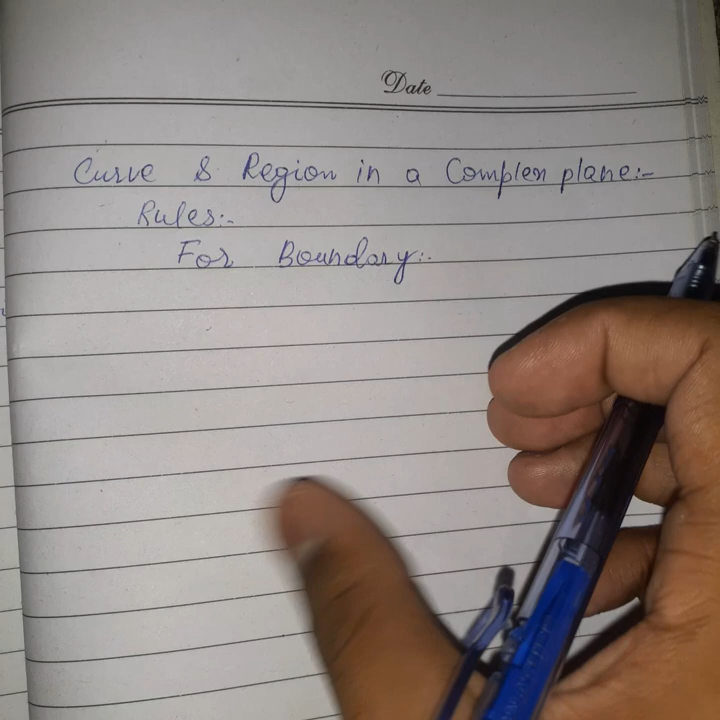 Date
Curve & Region in a Complex plane:-
Rules:-
For Boundary:-